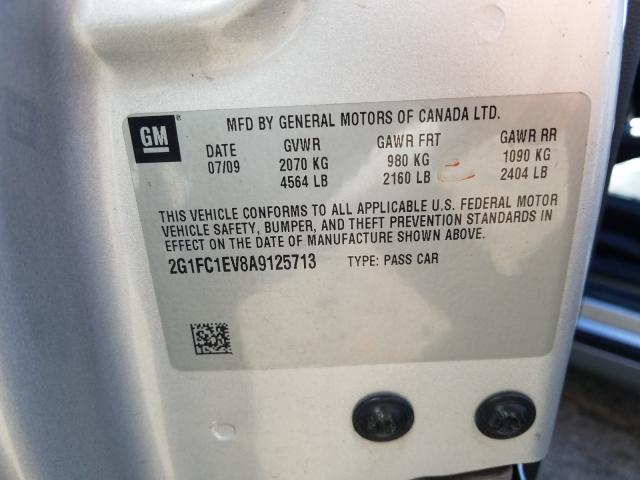 GM
MFD BY GENERAL MOTORS OF CANADA LTD.
DATE GVWR GAWR FRT GAWR RR
07/09 2070 KG 980 KG 1090 KG
4564 LB 2160 LB 2404 LB
THIS VEHICLE CONFORMS TO ALL APPLICABLE U.S. FEDERAL MOTOR
VEHICLE SAFETY, BUMPER, AND THEFT PREVENTION STANDARDS IN
EFFECT ON THE DATE OF MANUFACTURE SHOWN ABOVE.
2G1FC1EV8A9125713 TYPE: PASS CAR